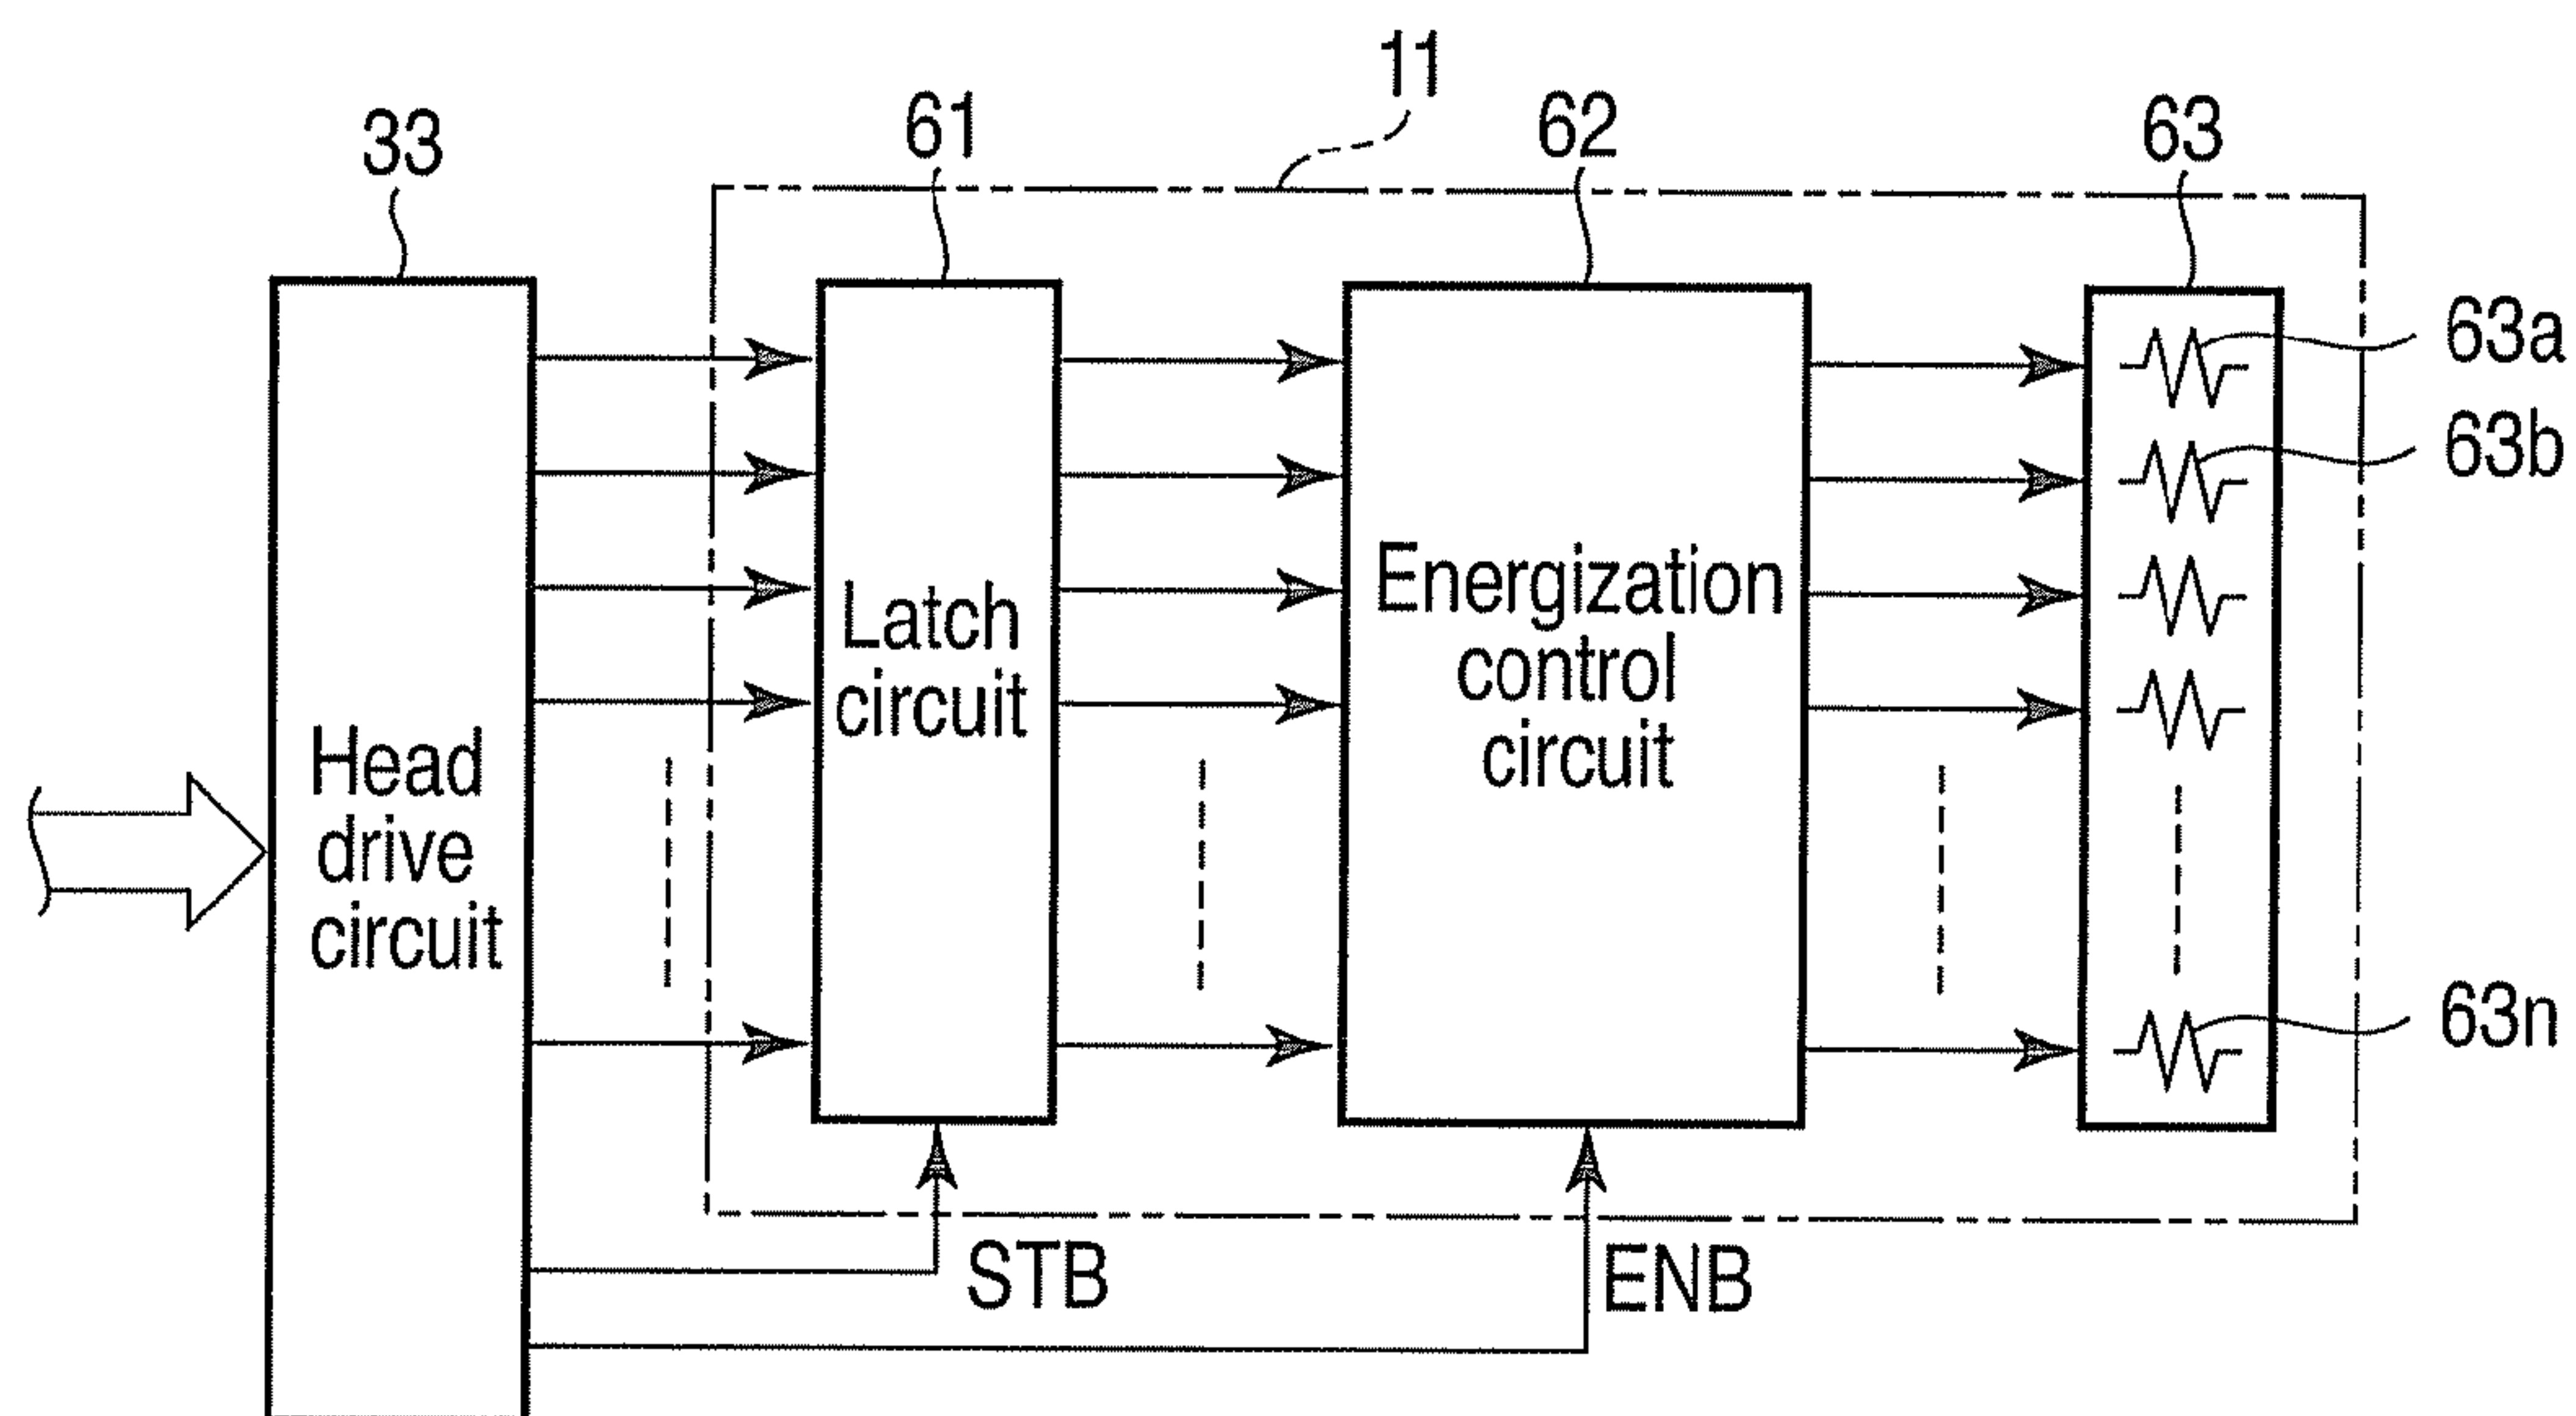 11
33
61
62
63
63a
63b
63n
Head
drive
circuit
Latch
circuit
Energization
control
circuit
STB
ENB